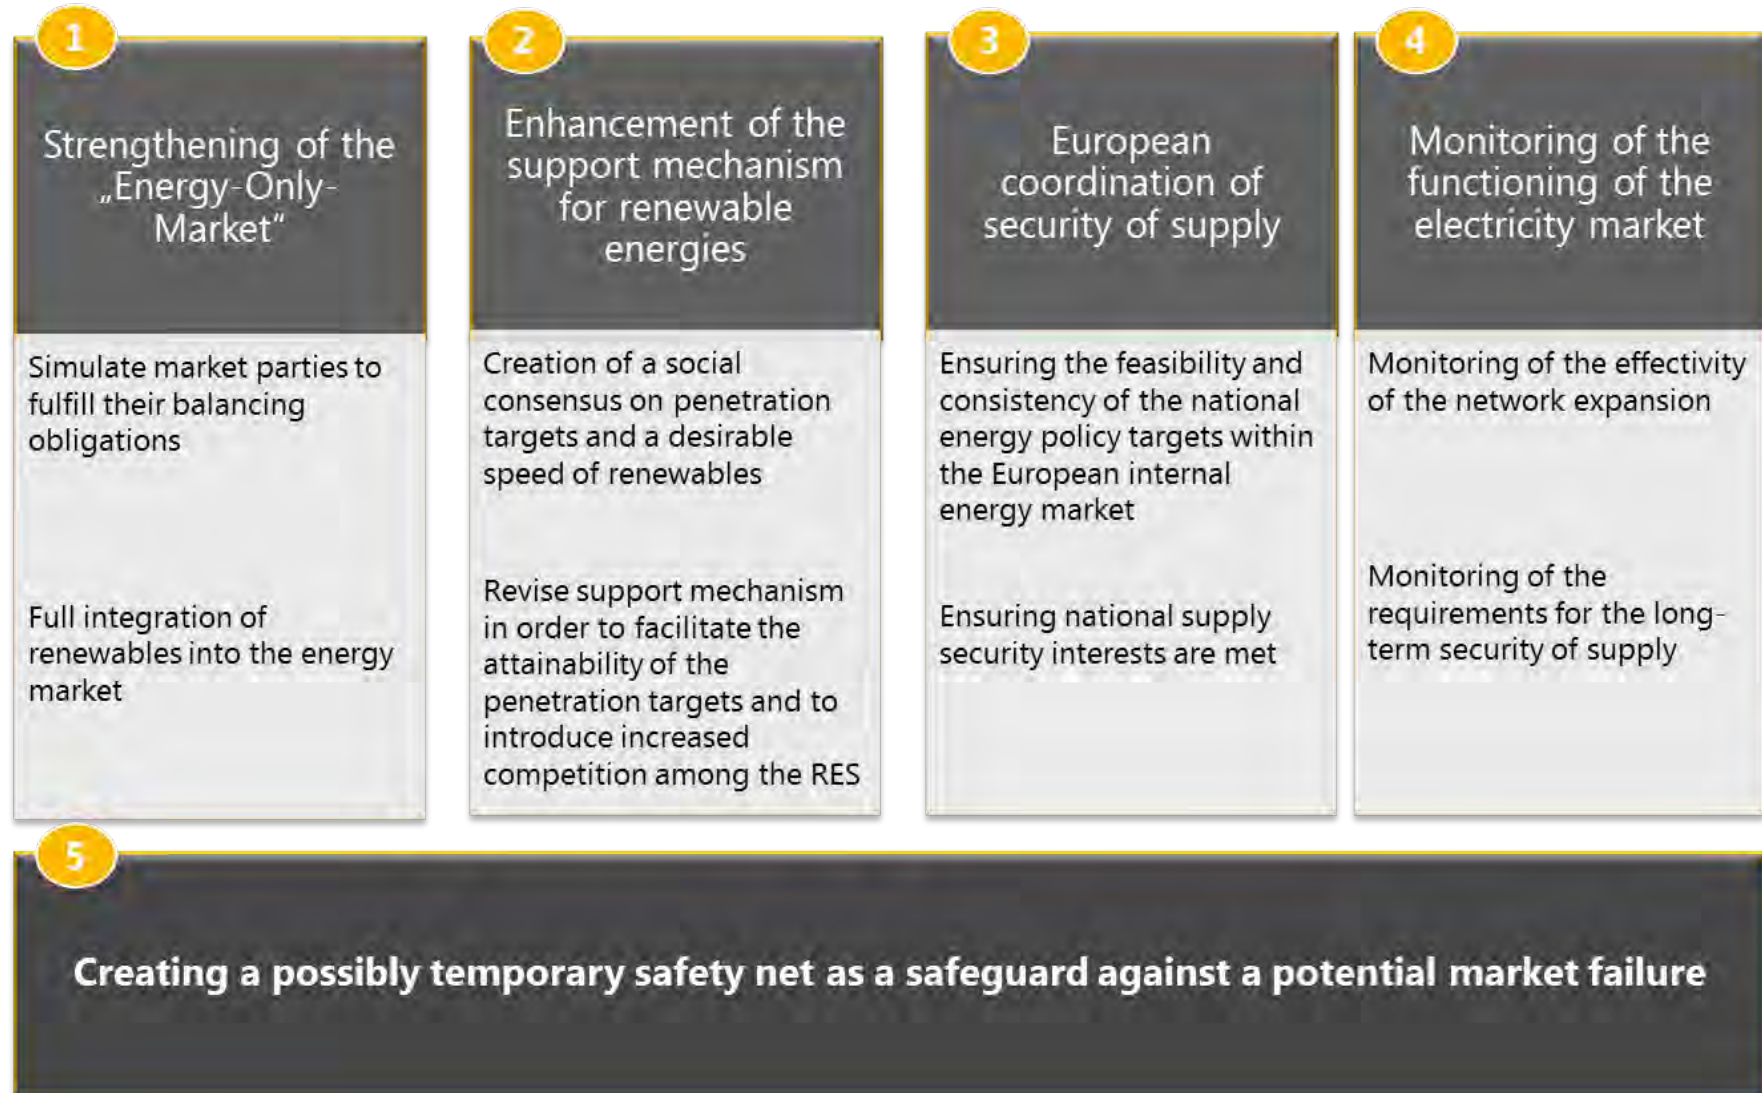 1
Strengthening of the
„Energy-Only-
Market“
Simulate market parties to
fulfill their balancing
obligations
Full integration of
renewables into the energy
market
2
Enhancement of the
support mechanism
for renewable
energies
Creation of a social
consensus on penetration
targets and a desirable
speed of renewables
Revise support mechanism
in order to facilitate the
attainability of the
penetration targets and to
introduce increased
competition among the RES
3
European
coordination of
security of supply
Ensuring the feasibility and
consistency of the national
energy policy targets within
the European internal
energy market
Ensuring national supply
security interests are met
4
Monitoring of the
functioning of the
electricity market
Monitoring of the effectivity
of the network expansion
Monitoring of the
requirements for the long-
term security of supply
5
Creating a possibly temporary safety net as a safeguard against a potential market failure